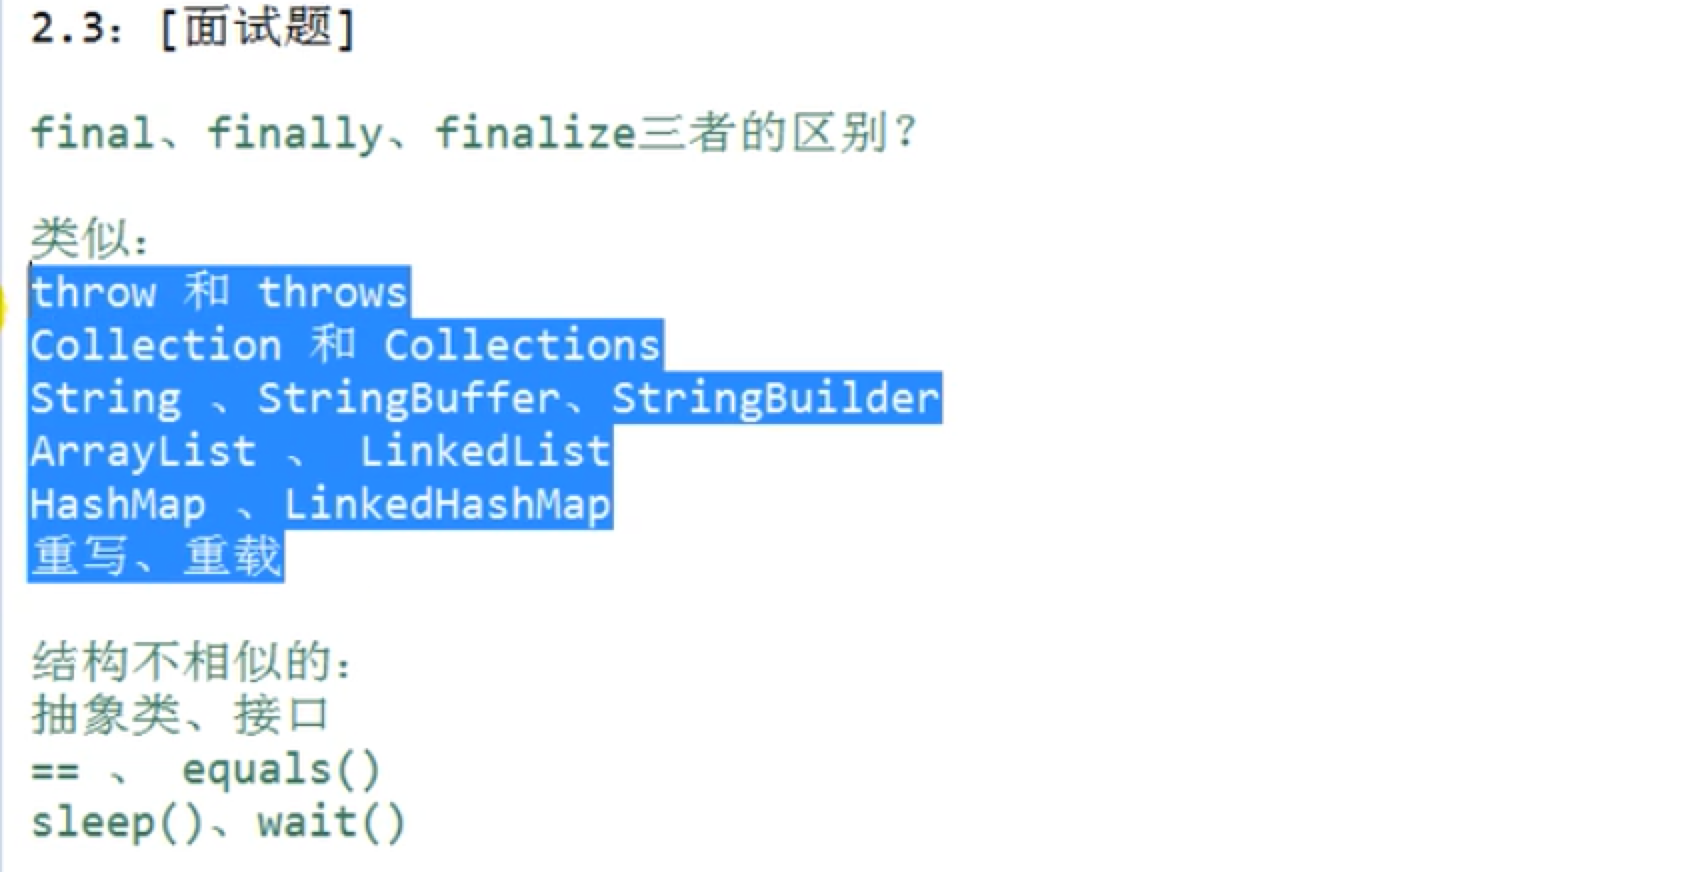 2.3: [面试题]
final、finally、finalize三者的区别?
类似:
throw 和 throws
Collection 和 Collections
String 、StringBuffer、StringBuilder
ArrayList 、 LinkedList
HashMap 、LinkedHashMap
重写、重载
结构不相似的:
抽象类、接口
== 、 equals()
sleep()、wait()